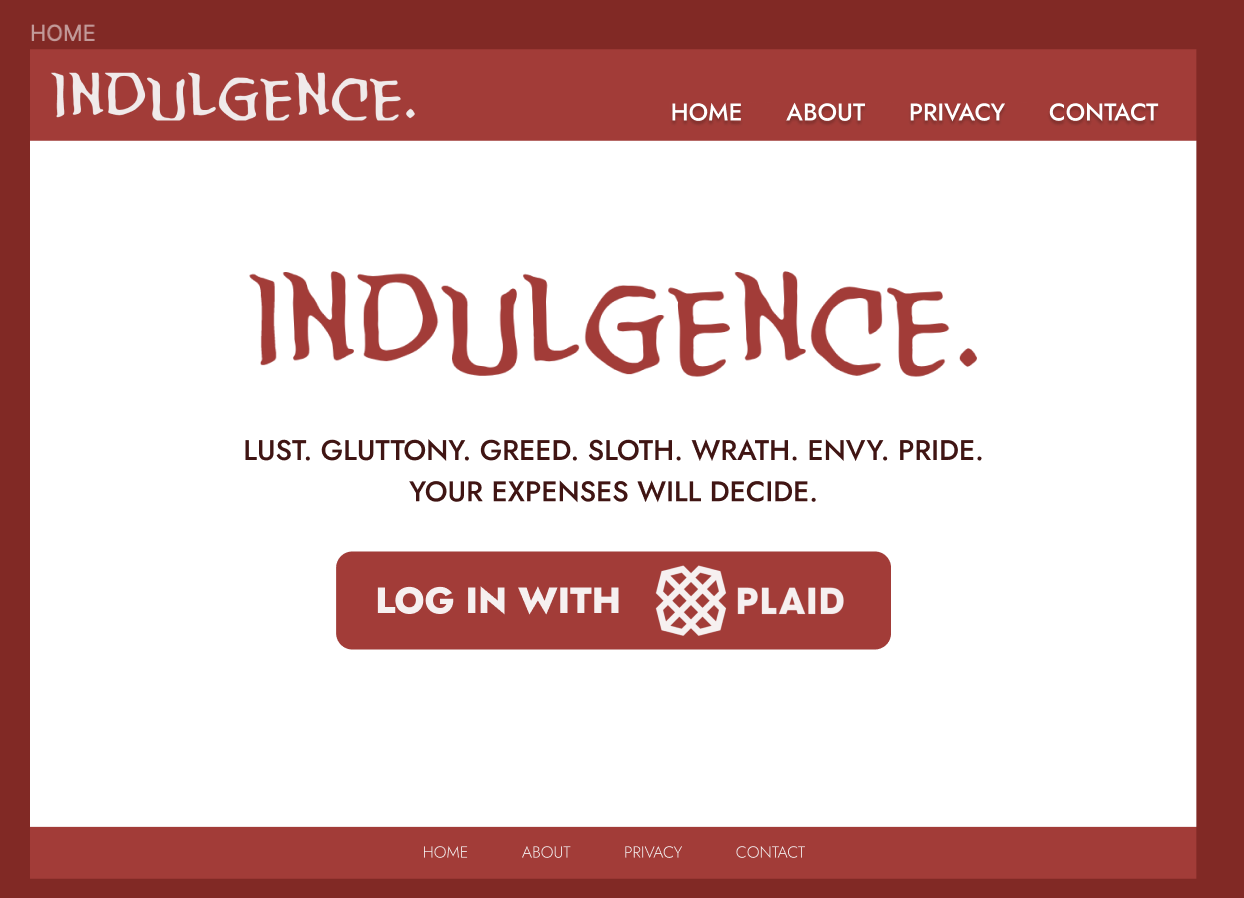 HOME
INDULGENCE.
HOME ABOUT PRIVACY CONTACT
INDULGENCE.
LUST. GLUTTONY. GREED. SLOTH. WRATH. ENVY. PRIDE.
YOUR EXPENSES WILL DECIDE.
LOG IN WITH PLAID
HOME ABOUT PRIVACY CONTACT